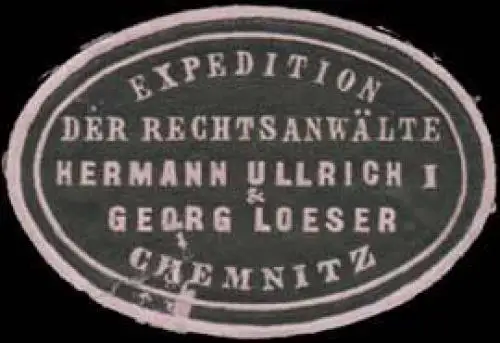 EXPEDITION
DER RECHTSANWÄLTE
HERMANN ULLRICH I
&
GEORG LOESER
CHEMNITZ